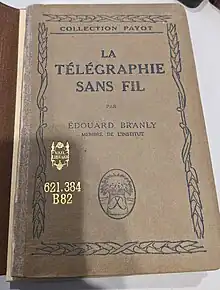 COLLECTION PAYOT
LA
TÉLÉGRAPHIE
SANS FIL
PAR
ÉDOUARD BRANLY
MEMBRE DE L'INSTITUT
621.384
B82